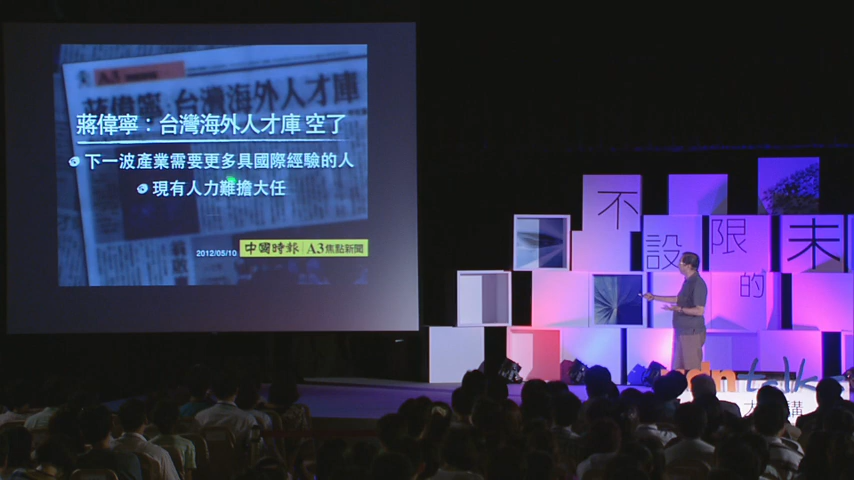 A3
蔣偉寧：台灣海外人才庫
蔣偉寧：台灣海外人才庫 空了
下一波產業需要更多具國際經驗的人
現有人力難擔大任
2012/05/10 中國時報 A3焦點新聞
不設限的未
talk
講